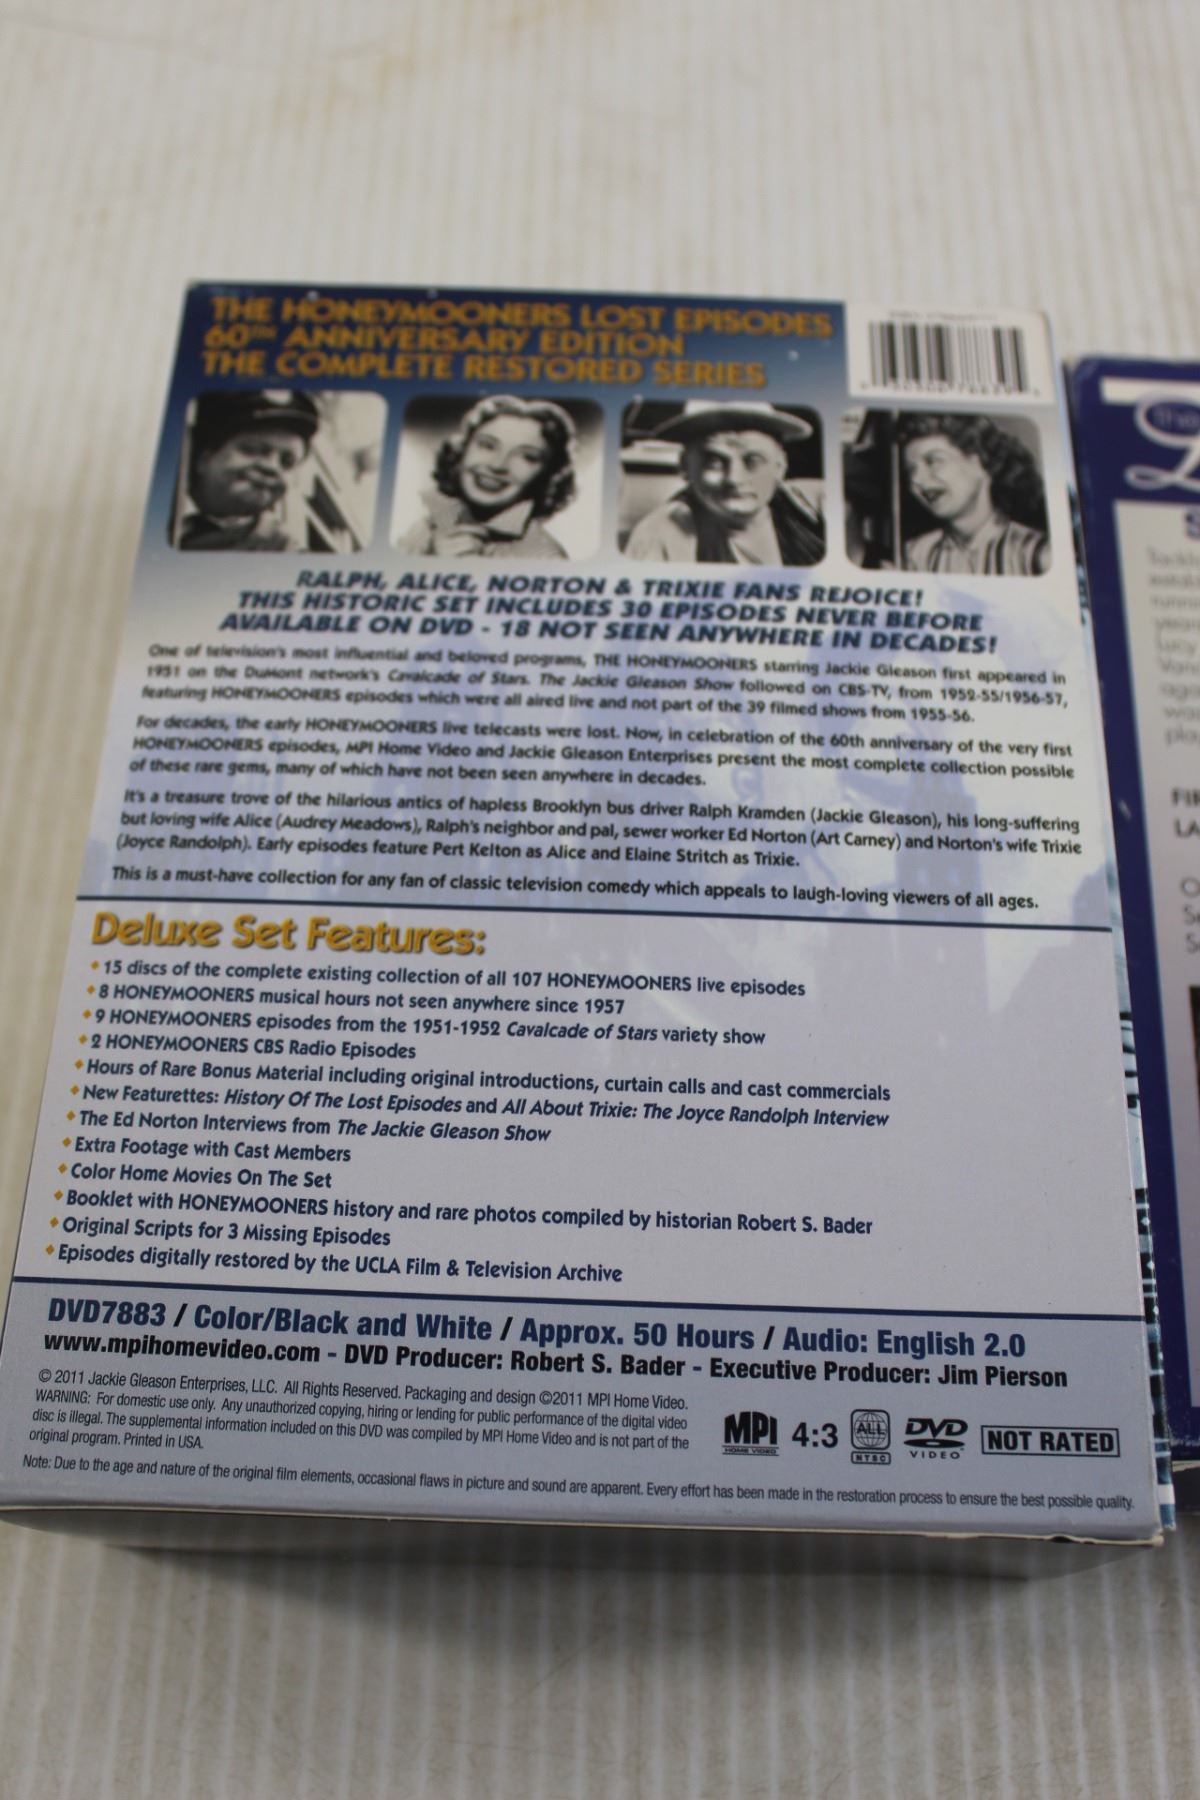 THE HONEYMOONERS LOST EPISODES
60TH ANNIVERSARY EDITION
THE COMPLETE RESTORED SERIES
RALPH, ALICE, NORTON & TRIXIE FANS REJOICE!
THIS HISTORIC SET INCLUDES 30 EPISODES NEVER BEFORE
AVAILABLE ON DVD - 18 NOT SEEN ANYWHERE IN DECADES!
One of television's most influential and beloved programs, THE HONEYMOONERS starring Jackie Gleason first appeared in
1951 on the DuMont network's Cavalcade of Stars. The Jackie Gleason Show followed on CBS-TV, from 1952-55/1956-57,
featuring HONEYMOONERS episodes which were all aired live and not part of the 39 filmed shows from 1955-56.
For decades, the early HONEYMOONERS live telecasts were lost. Now, in celebration of the 60th anniversary of the very first
HONEYMOONERS episodes, MPI Home Video and Jackie Gleason Enterprises present the most complete collection possible
of these rare gems, many of which have not been seen anywhere in decades.
It's a treasure trove of the hilarious antics of hapless Brooklyn bus driver Ralph Kramden (Jackie Gleason), his long-suffering
but loving wife Alice (Audrey Meadows), Ralph's neighbor and pal, sewer worker Ed Norton (Art Carney) and Norton's wife Trixie
(Joyce Randolph). Early episodes feature Pert Kelton as Alice and Elaine Stritch as Trixie.
This is a must-have collection for any fan of classic television comedy which appeals to laugh-loving viewers of all ages.
Deluxe Set Features:
• 15 discs of the complete existing collection of all 107 HONEYMOONERS live episodes
• 8 HONEYMOONERS musical hours not seen anywhere since 1957
• 9 HONEYMOONERS episodes from the 1951-1952 Cavalcade of Stars variety show
• 2 HONEYMOONERS CBS Radio Episodes
• Hours of Rare Bonus Material including original introductions, curtain calls and cast commercials
• New Featurettes: History Of The Lost Episodes and All About Trixie: The Joyce Randolph Interview
• The Ed Norton Interviews from The Jackie Gleason Show
• Extra Footage with Cast Members
• Color Home Movies On The Set
• Booklet with HONEYMOONERS history and rare photos compiled by historian Robert S. Bader
• Original Scripts for 3 Missing Episodes
• Episodes digitally restored by the UCLA Film & Television Archive
DVD7883 / Color/Black and White / Approx. 50 Hours / Audio: English 2.0
www.mpihomevideo.com - DVD Producer: Robert S. Bader - Executive Producer: Jim Pierson
© 2011 Jackie Gleason Enterprises, LLC. All Rights Reserved. Packaging and design ©2011 MPI Home Video.
WARNING: For domestic use only. Any unauthorized copying, hiring or lending for public performance of the digital video
disc is illegal. The supplemental information included on this DVD was compiled by MPI Home Video and is not part of the
original program. Printed in USA.
MPI HOME VIDEO 4:3 ALL NTSC DVD VIDEO NOT RATED
Note: Due to the age and nature of the original film elements, occasional flaws in picture and sound are apparent. Every effort has been made in the restoration process to ensure the best possible quality.